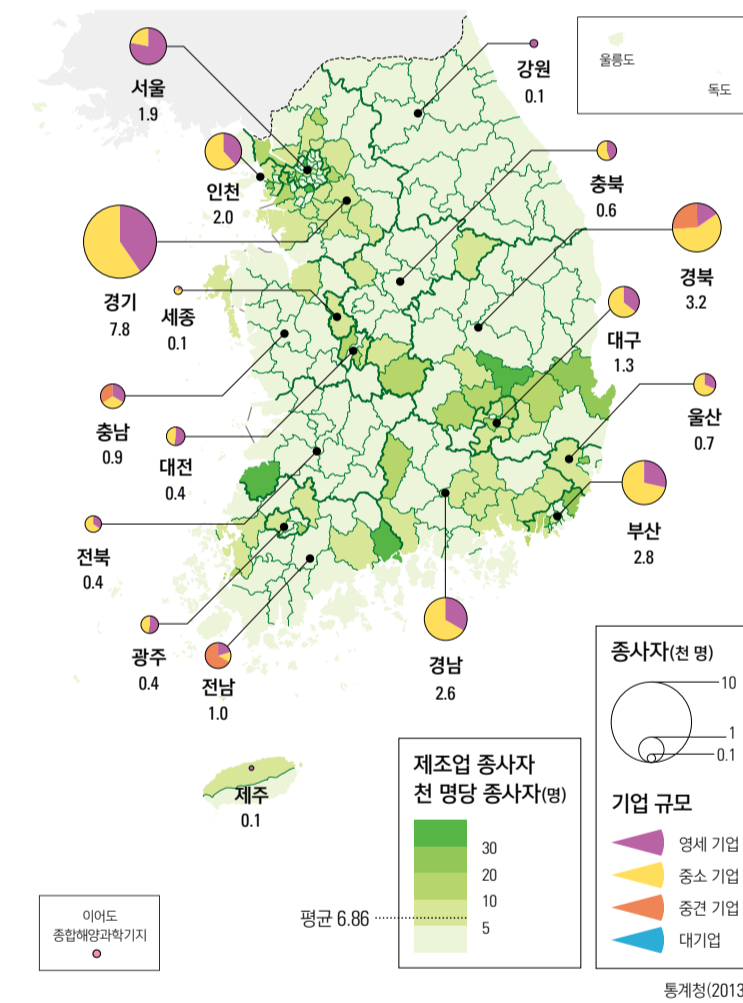 울릉도
독도
서울
1.9
강원
0.1
인천
2.0
충북
0.6
경기
7.8
세종
0.1
경북
3.2
대구
1.3
충남
0.9
대전
0.4
울산
0.7
전북
0.4
부산
2.8
광주
0.4
전남
1.0
경남
2.6
제주
0.1
이어도
종합해양과학기지
제조업 종사자
천 명당 종사자(명)
30
20
10
평균 6.86
5
종사자(천 명)
10
1
0.1
기업 규모
영세 기업
중소 기업
중견 기업
대기업
통계청(2013